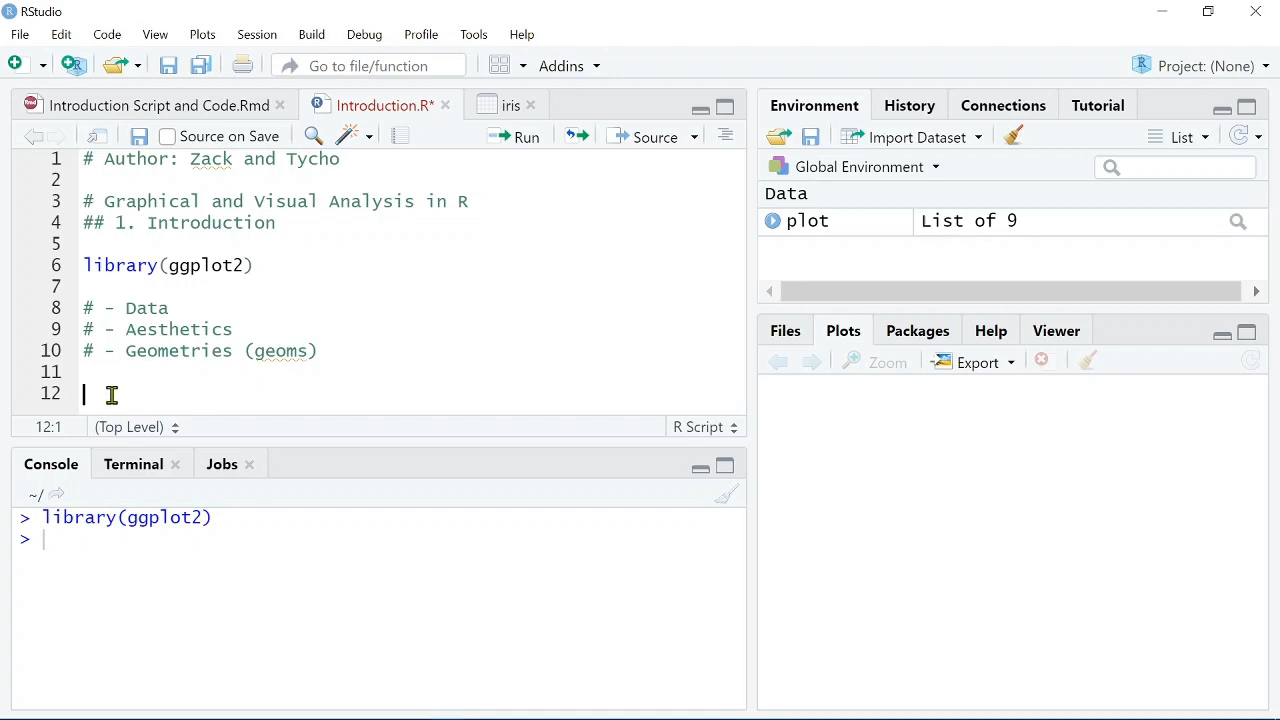 RStudio
File Edit Code View Plots Session Build Debug Profile Tools Help
Go to file/function Addins Project: (None)
Introduction Script and Code.Rmd Introduction.R* iris
Source on Save Run Source
1 # Author: Zack and Tycho
2
3 # Graphical and Visual Analysis in R
4 ## 1. Introduction
5
6 library(ggplot2)
7
8 # - Data
9 # - Aesthetics
10 # - Geometries (geoms)
11
12
12:1 (Top Level) R Script
Console Terminal Jobs
~/
> library(ggplot2)
>
Environment History Connections Tutorial
Import Dataset List
Global Environment
Data
plot List of 9
Files Plots Packages Help Viewer
Zoom Export